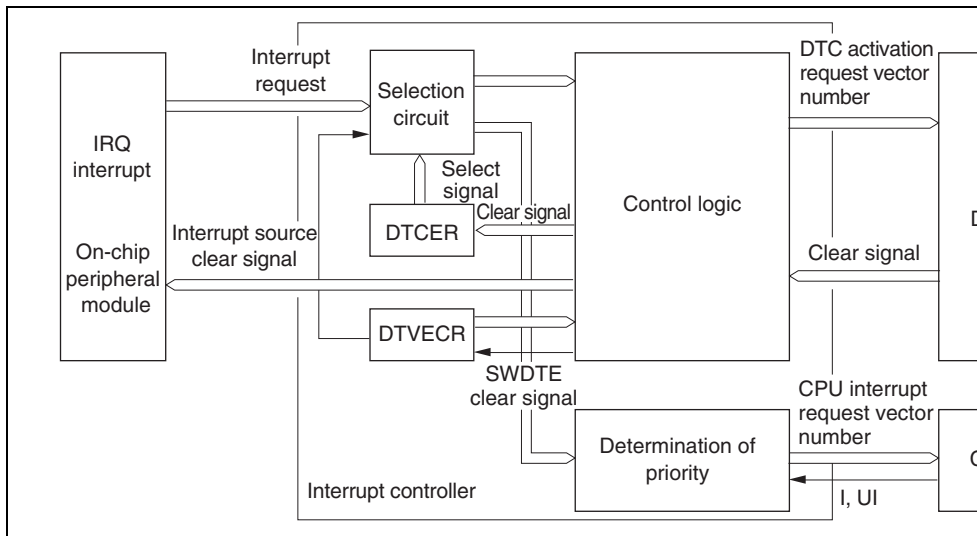 Interrupt
request
Selection
circuit
DTC activation
request vector
number
IRQ
interrupt
Select
signal
Control logic
Clear signal
DTCER
Interrupt source
clear signal
On-chip
peripheral
module
Clear signal
D
DTVECR
SWDTE
clear signal
CPU interrupt
request vector
number
Determination of
priority
C
I, UI
Interrupt controller